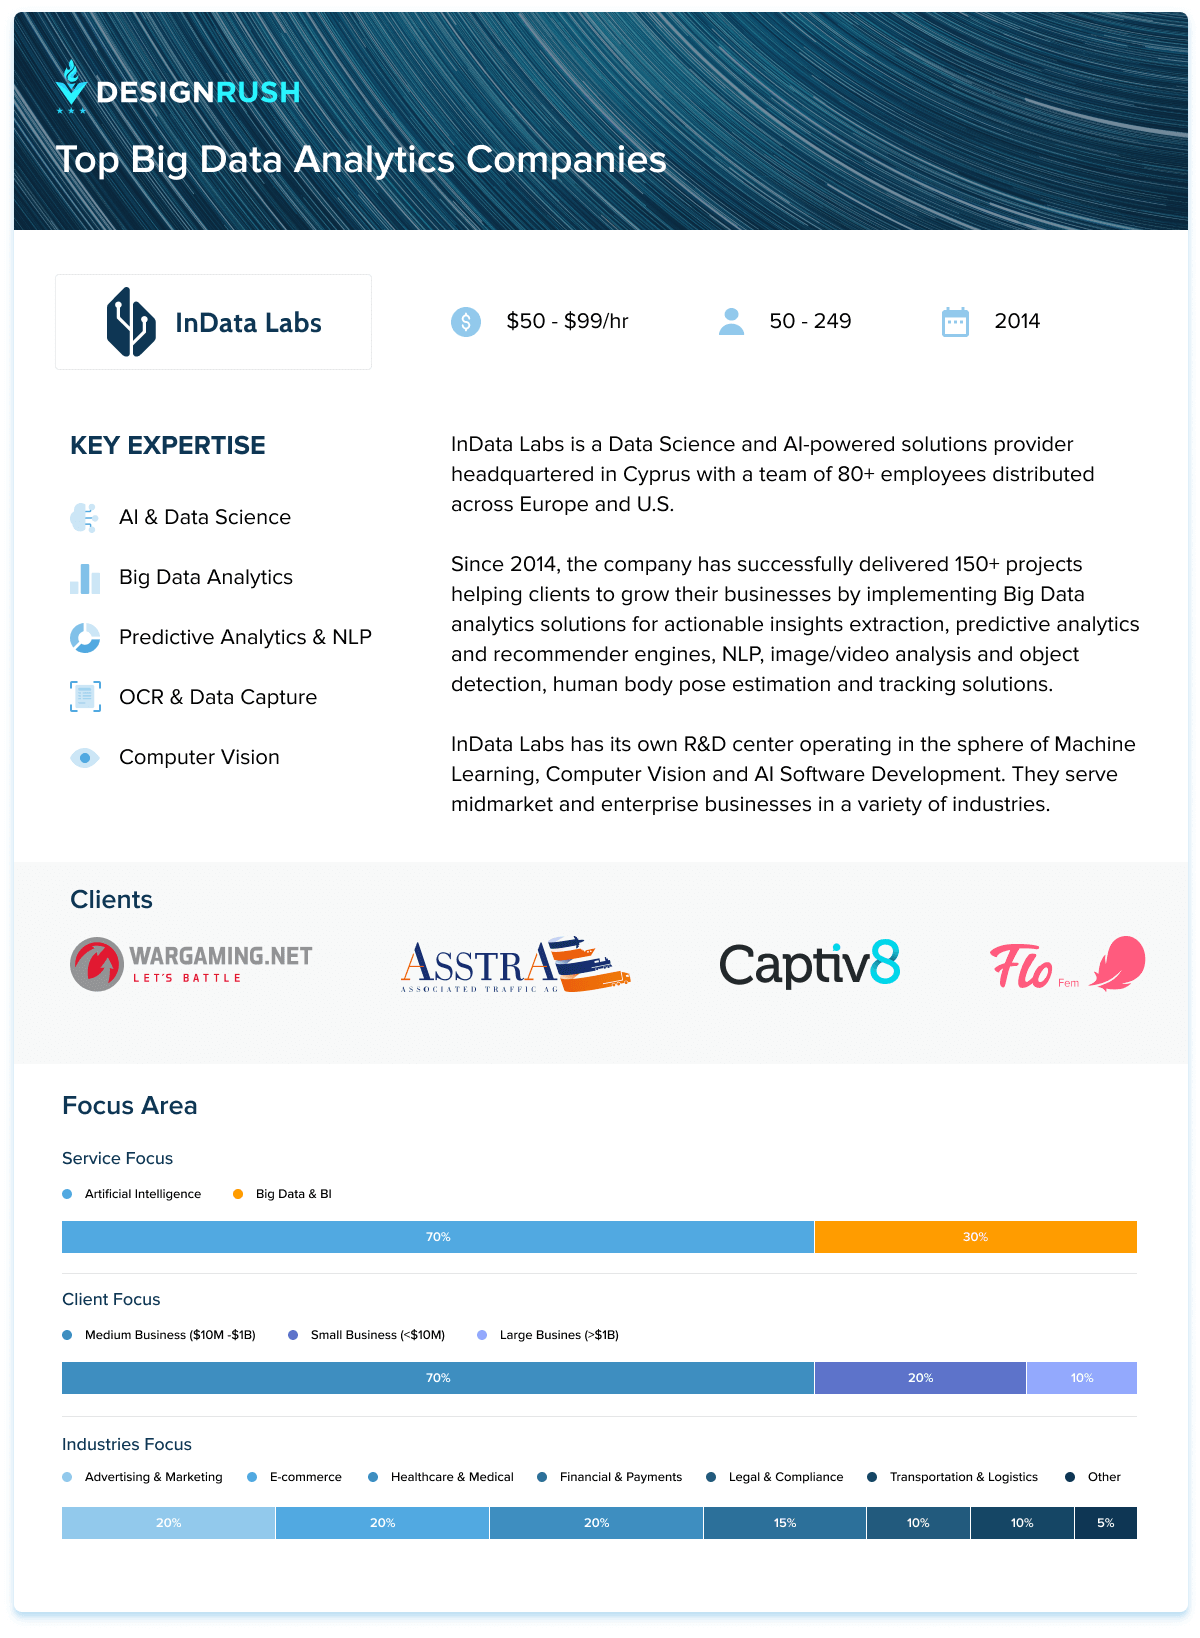 DESIGNRUSH
Top Big Data Analytics Companies
InData Labs
$
$50 - $99/hr
50 - 249
2014
KEY EXPERTISE
AI & Data Science
Big Data Analytics
Predictive Analytics & NLP
OCR & Data Capture
Computer Vision
InData Labs is a Data Science and AI-powered solutions provider
headquartered in Cyprus with a team of 80+ employees distributed
across Europe and U.S.
Since 2014, the company has successfully delivered 150+ projects
helping clients to grow their businesses by implementing Big Data
analytics solutions for actionable insights extraction, predictive analytics
and recommender engines, NLP, image/video analysis and object
detection, human body pose estimation and tracking solutions.
InData Labs has its own R&D center operating in the sphere of Machine
Learning, Computer Vision and AI Software Development. They serve
midmarket and enterprise businesses in a variety of industries.
Clients
WARGAMING.NET
LET'S BATTLE
ASSTRA
ASSOCIATED TRAFFIC AG
Captiv8
Flo
Fem
Focus Area
Service Focus
Artificial Intelligence
Big Data & BI
70%
30%
Client Focus
Medium Business ($10M -$1B)
Small Business (<$10M)
Large Busines (>$1B)
70%
20%
10%
Industries Focus
Advertising & Marketing
E-commerce
Healthcare & Medical
Financial & Payments
Legal & Compliance
Transportation & Logistics
Other
20%
20%
20%
15%
10%
10%
5%